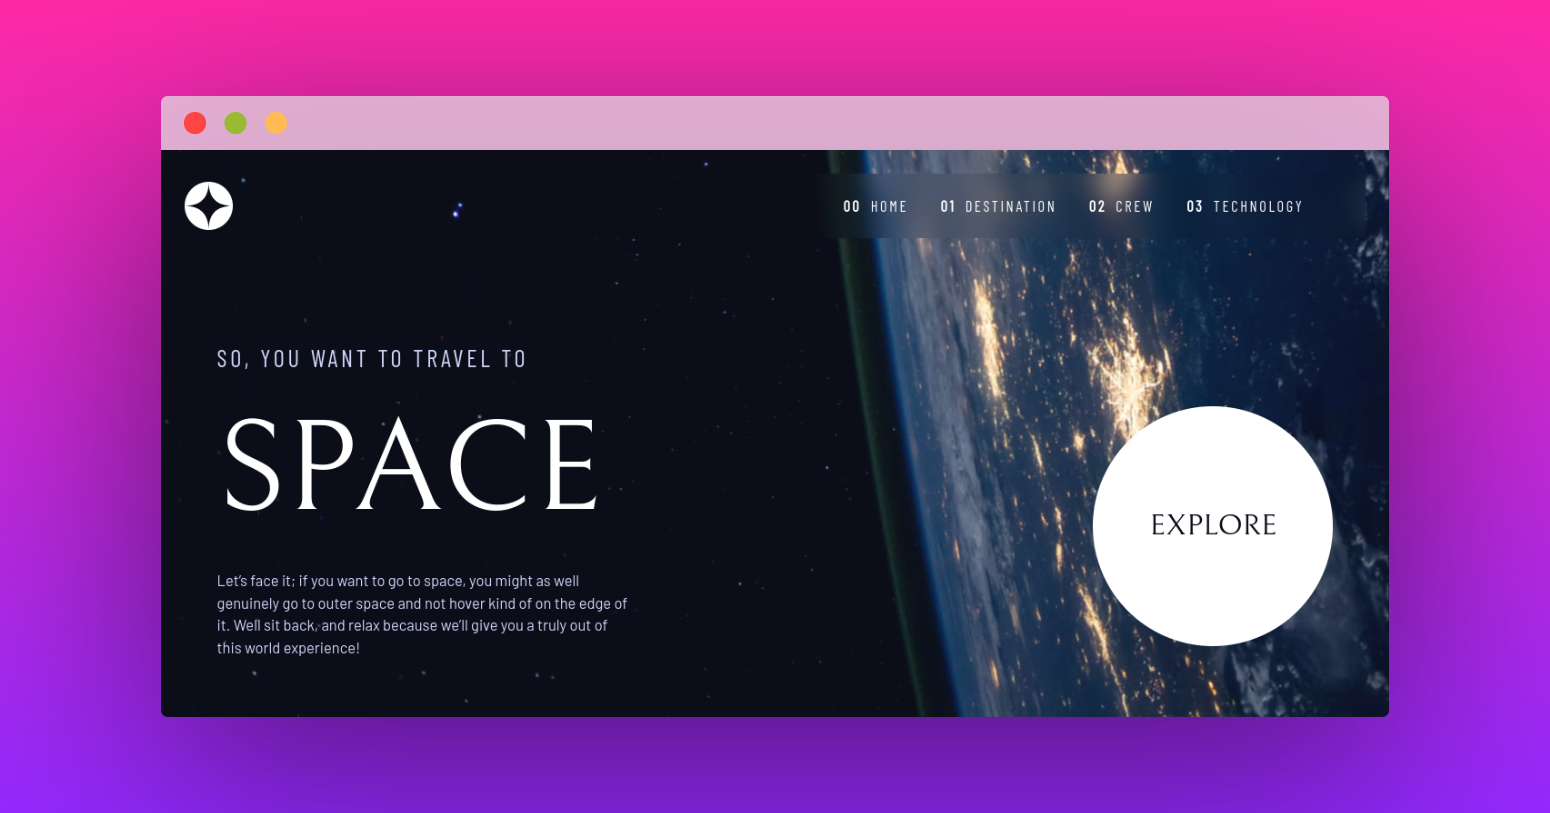 00 HOME 01 DESTINATION 02 CREW 03 TECHNOLOGY
SO, YOU WANT TO TRAVEL TO
SPACE
Let’s face it; if you want to go to space, you might as well
genuinely go to outer space and not hover kind of on the edge of
it. Well sit back, and relax because we’ll give you a truly out of
this world experience!
EXPLORE